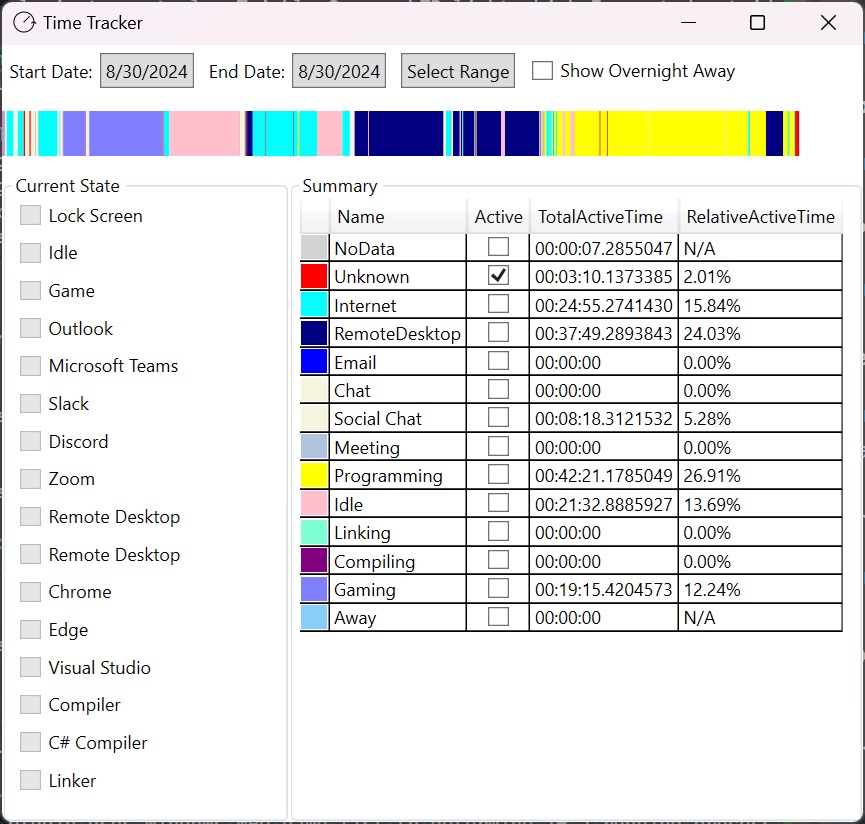 Time Tracker
Start Date: 8/30/2024 End Date: 8/30/2024 Select Range Show Overnight Away
Current State
Lock Screen
Idle
Game
Outlook
Microsoft Teams
Slack
Discord
Zoom
Remote Desktop
Remote Desktop
Chrome
Edge
Visual Studio
Compiler
C# Compiler
Linker
Summary
Name Active TotalActiveTime RelativeActiveTime
NoData 00:00:07.2855047 N/A
Unknown 00:03:10.1373385 2.01%
Internet 00:24:55.2741430 15.84%
RemoteDesktop 00:37:49.2893843 24.03%
Email 00:00:00 0.00%
Chat 00:00:00 0.00%
Social Chat 00:08:18.3121532 5.28%
Meeting 00:00:00 0.00%
Programming 00:42:21.1785049 26.91%
Idle 00:21:32.8885927 13.69%
Linking 00:00:00 0.00%
Compiling 00:00:00 0.00%
Gaming 00:19:15.4204573 12.24%
Away 00:00:00 N/A